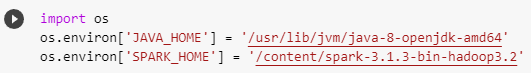 import os
os.environ['JAVA_HOME'] = '/usr/lib/jvm/java-8-openjdk-amd64'
os.environ['SPARK_HOME'] = '/content/spark-3.1.3-bin-hadoop3.2'